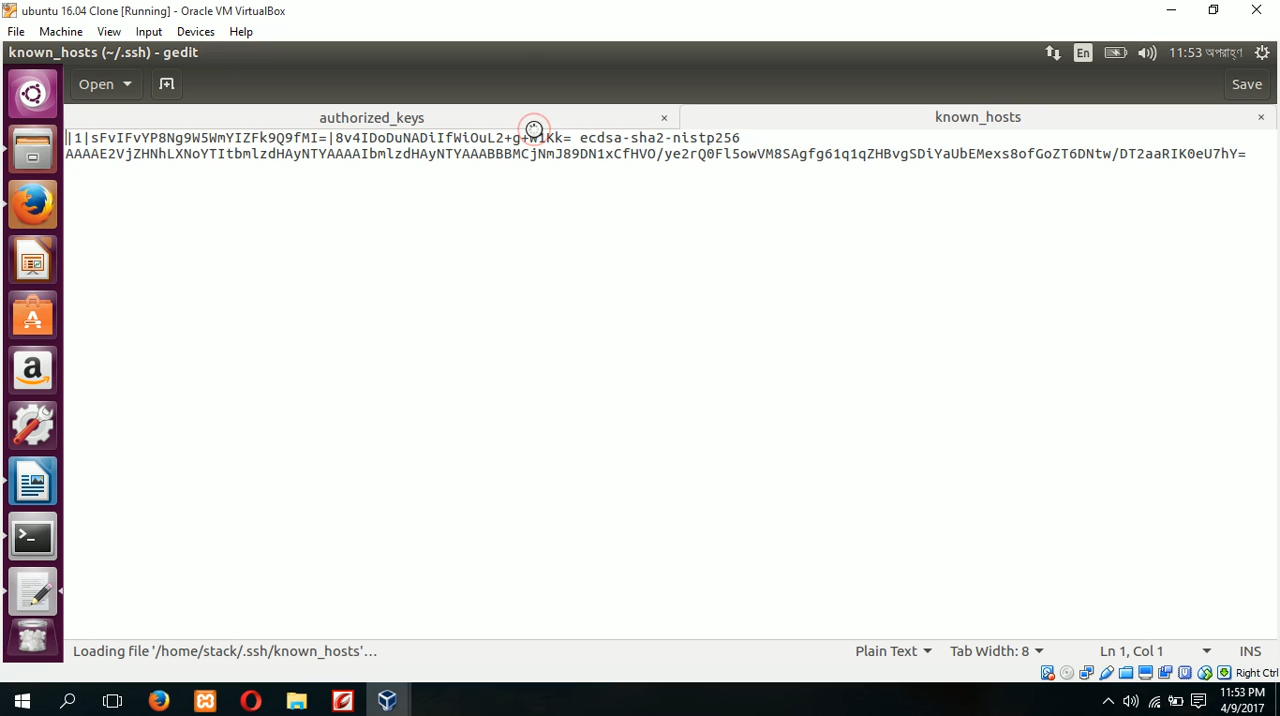 ubuntu 16.04 Clone [Running] - Oracle VM VirtualBox
File Machine View Input Devices Help
known_hosts (~/.ssh) - gedit
En
11:53 অপরাহ্ণ
Open
Save
authorized_keys ×
known_hosts ×
|1|sFvIFvYP8Ng9W5WmYIZFk9Q9fMI=|8v4IDoDuNADiIfWiOuL2+g+w1Kk= ecdsa-sha2-nistp256
AAAAE2VjZHNhLXNoYTItbmlzdHAyNTYAAAAIbmlzdHAyNTYAAABBBMCjNmJ89DN1xCfHVO/ye2rQ0Fl5owVM8SAgfg61q1qZHBvgSDiYaUbEMexs8ofGoZT6DNtw/DT2aaRIK0eU7hY=
Loading file '/home/stack/.ssh/known_hosts'…
Plain Text
Tab Width: 8
Ln 1, Col 1
INS
Right Ctrl
11:53 PM
4/9/2017